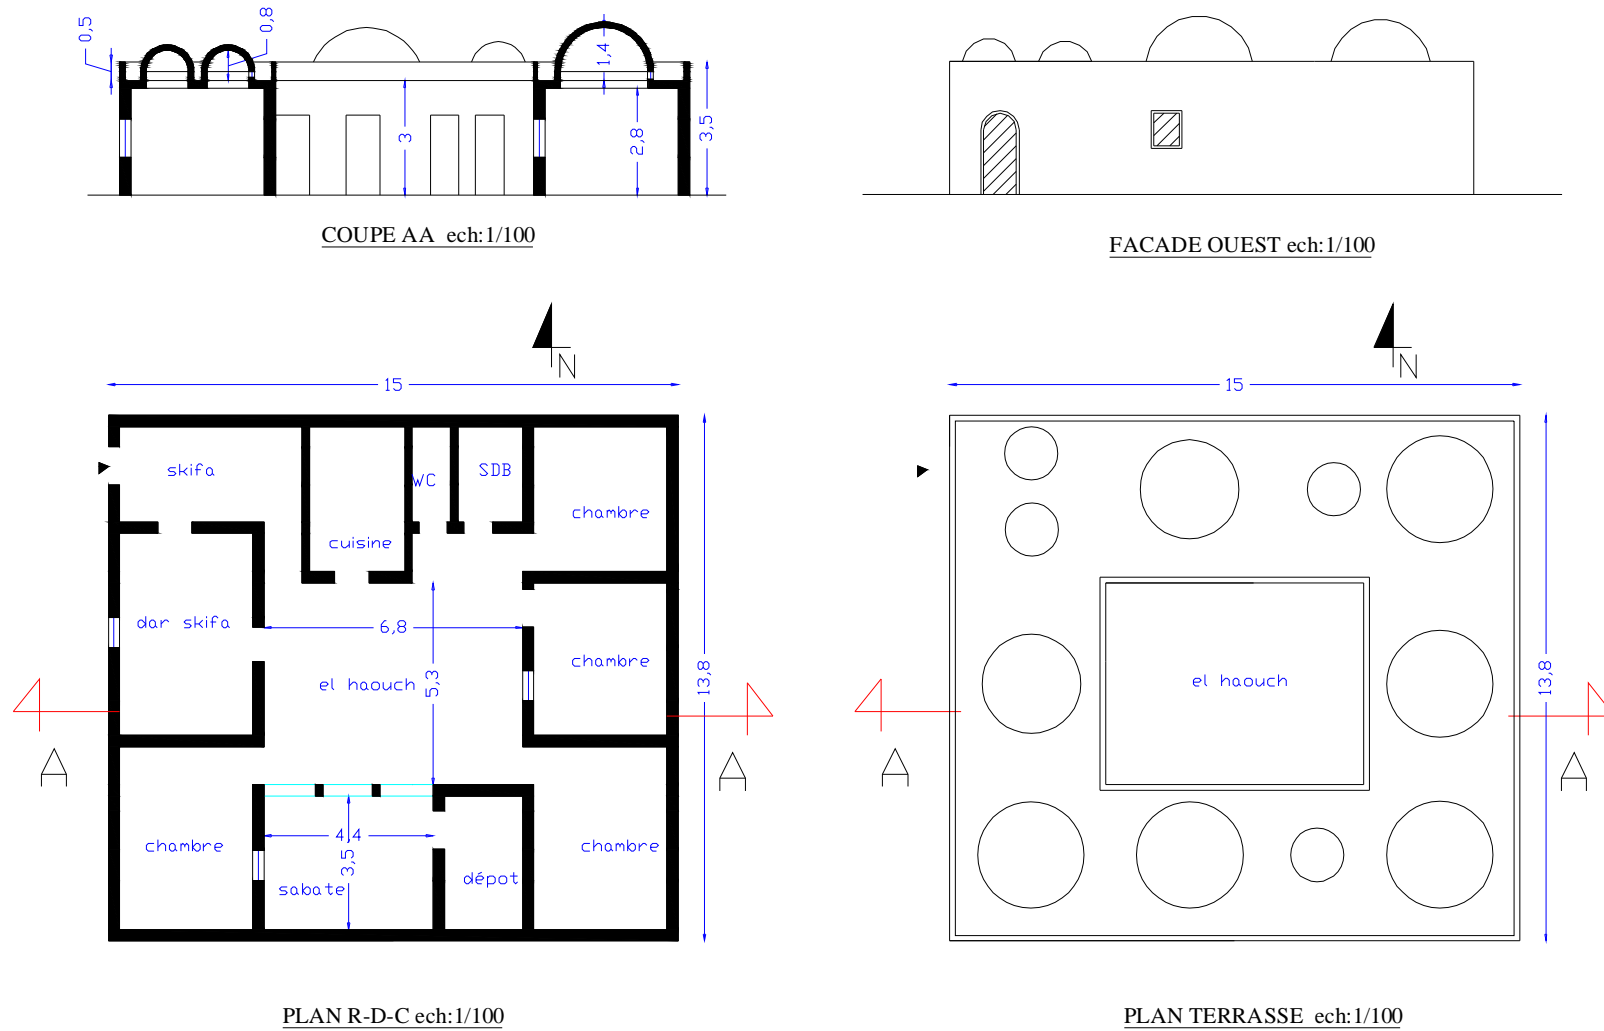 0,5
0,8
1,4
3
2,8
3,5
COUPE AA ech:1/100
FACADE OUEST ech:1/100
N
N
15
15
skifa
WC
SDB
chambre
cuisine
dar skifa
6,8
chambre
el haouch
5,3
13,8
A
A
chambre
4,4
3,5
sabate
dépot
chambre
el haouch
13,8
A
A
PLAN R-D-C ech:1/100
PLAN TERRASSE ech:1/100